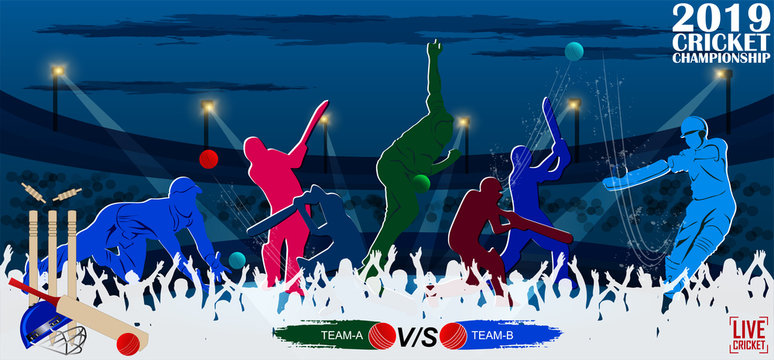 2019
CRICKET
CHAMPIONSHIP
TEAM-A V/S TEAM-B
LIVE
CRICKET